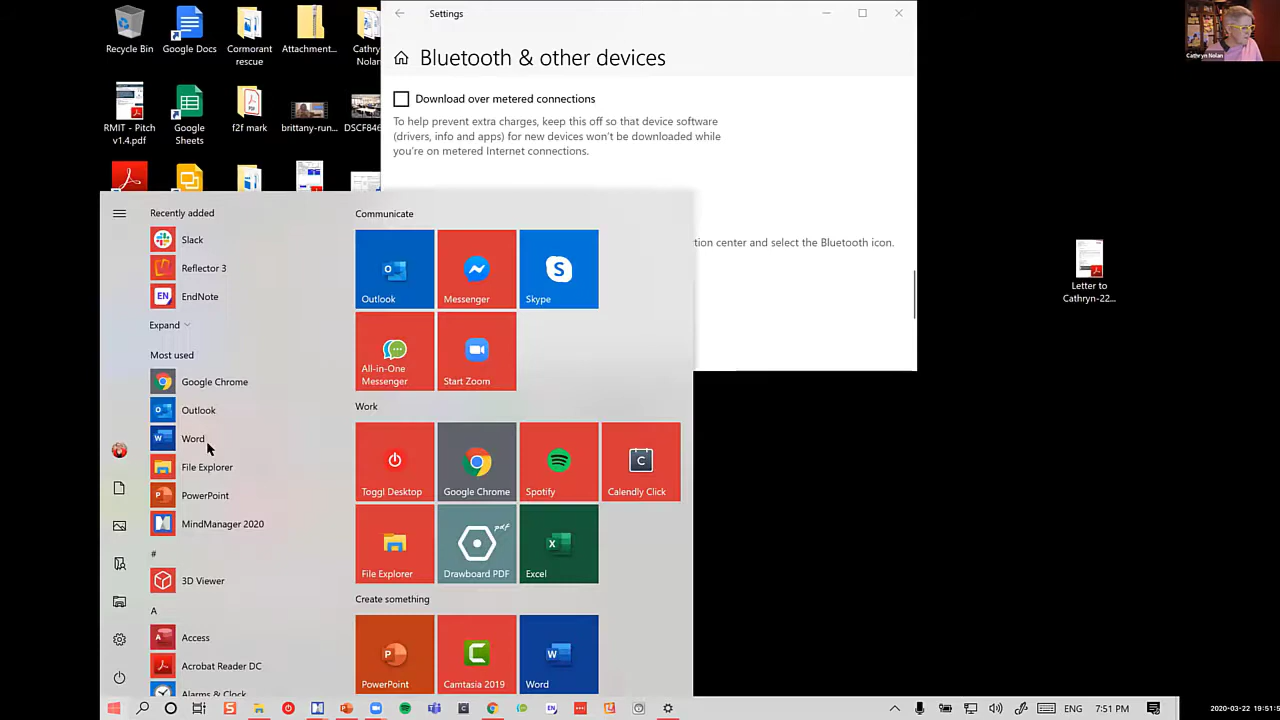 Recycle Bin
Google Docs
Cormorant
rescue
Attachment...
Cathr
Nolan
RMIT - Pitch
v1.4.pdf
Google
Sheets
f2f mark
brittany-run...
DSCF846
Settings
Bluetooth & other devices
Download over metered connections
To help prevent extra charges, keep this off so that device software
(drivers, info and apps) for new devices won't be downloaded while
you're on metered Internet connections.
tion center and select the Bluetooth icon.
Cathryn Nolan
Letter to
Cathryn-22...
Recently added
Slack
Reflector 3
EndNote
Expand
Most used
Google Chrome
Outlook
Word
File Explorer
PowerPoint
MindManager 2020
#
3D Viewer
A
Access
Acrobat Reader DC
Alarms & Clock
Communicate
Outlook
Messenger
Skype
All-in-One
Messenger
Start Zoom
Work
Toggl Desktop
Google Chrome
Spotify
Calendly Click
File Explorer
Drawboard PDF
Excel
Create something
PowerPoint
Camtasia 2019
Word
ENG
7:51 PM
2020-03-22 19:51:5